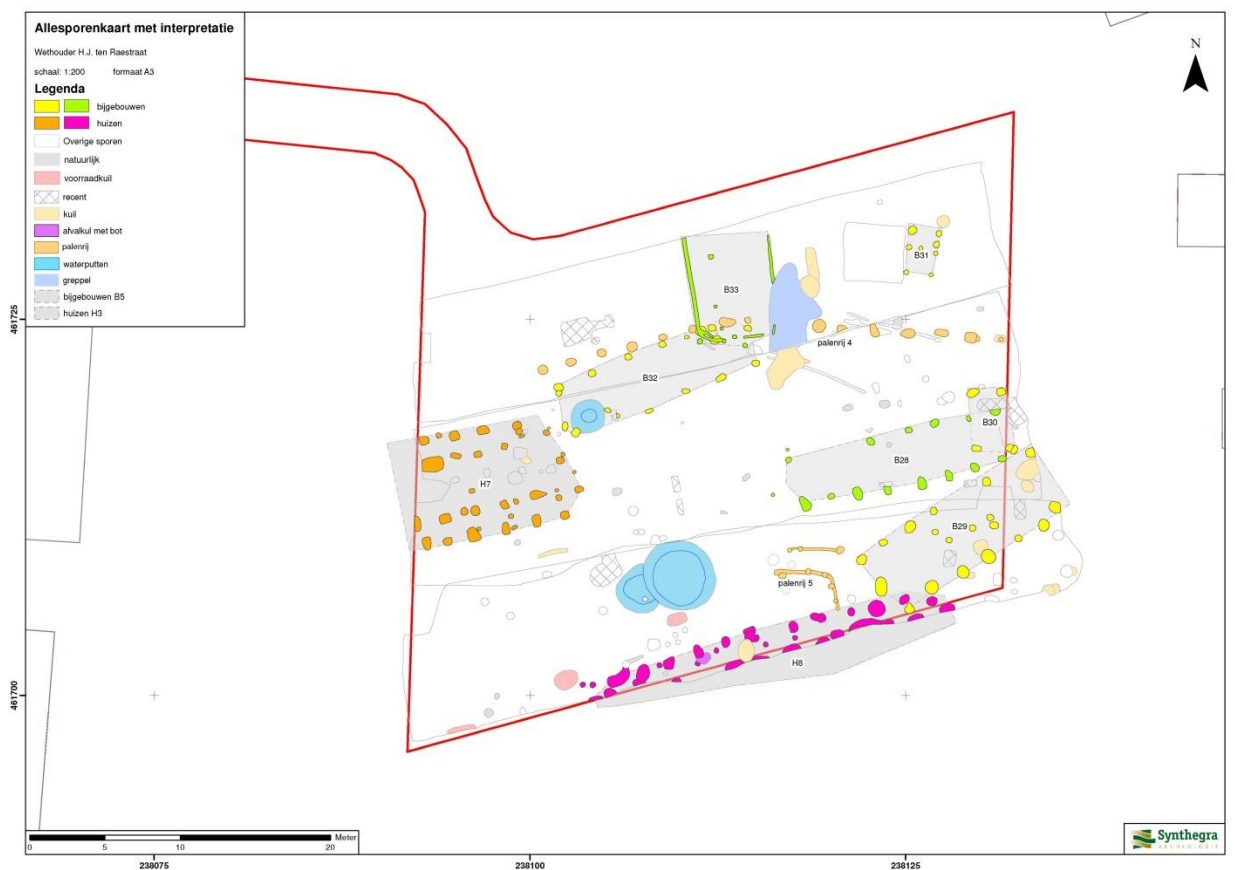 Allesporenkaart met interpretatie
Wethouder H.J. ten Raestraat
schaal: 1:200 formaat A3
Legenda
bijgebouwen
huizen
Overige sporen
natuurlijk
voorraadkuil
recent
kuil
afvalkul met bot
palenrij
waterputten
greppel
bijgebouwen B5
huizen H3
N
B31
B33
461725
palenrij 4
B32
B30
B28
H7
B29
palenrij 5
H8
461700
Meter
0 5 10 20
Synthegra
ARCHEOLOGIE
238075 238100 238125